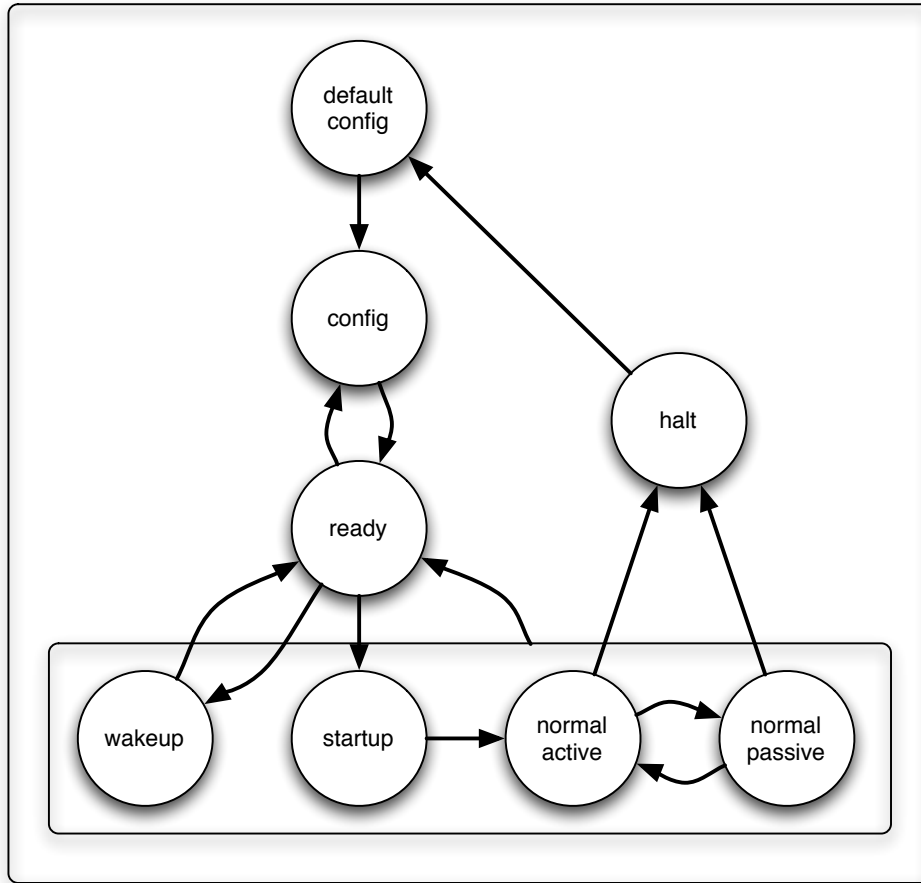 default
config
config
halt
ready
wakeup
startup
normal
active
normal
passive